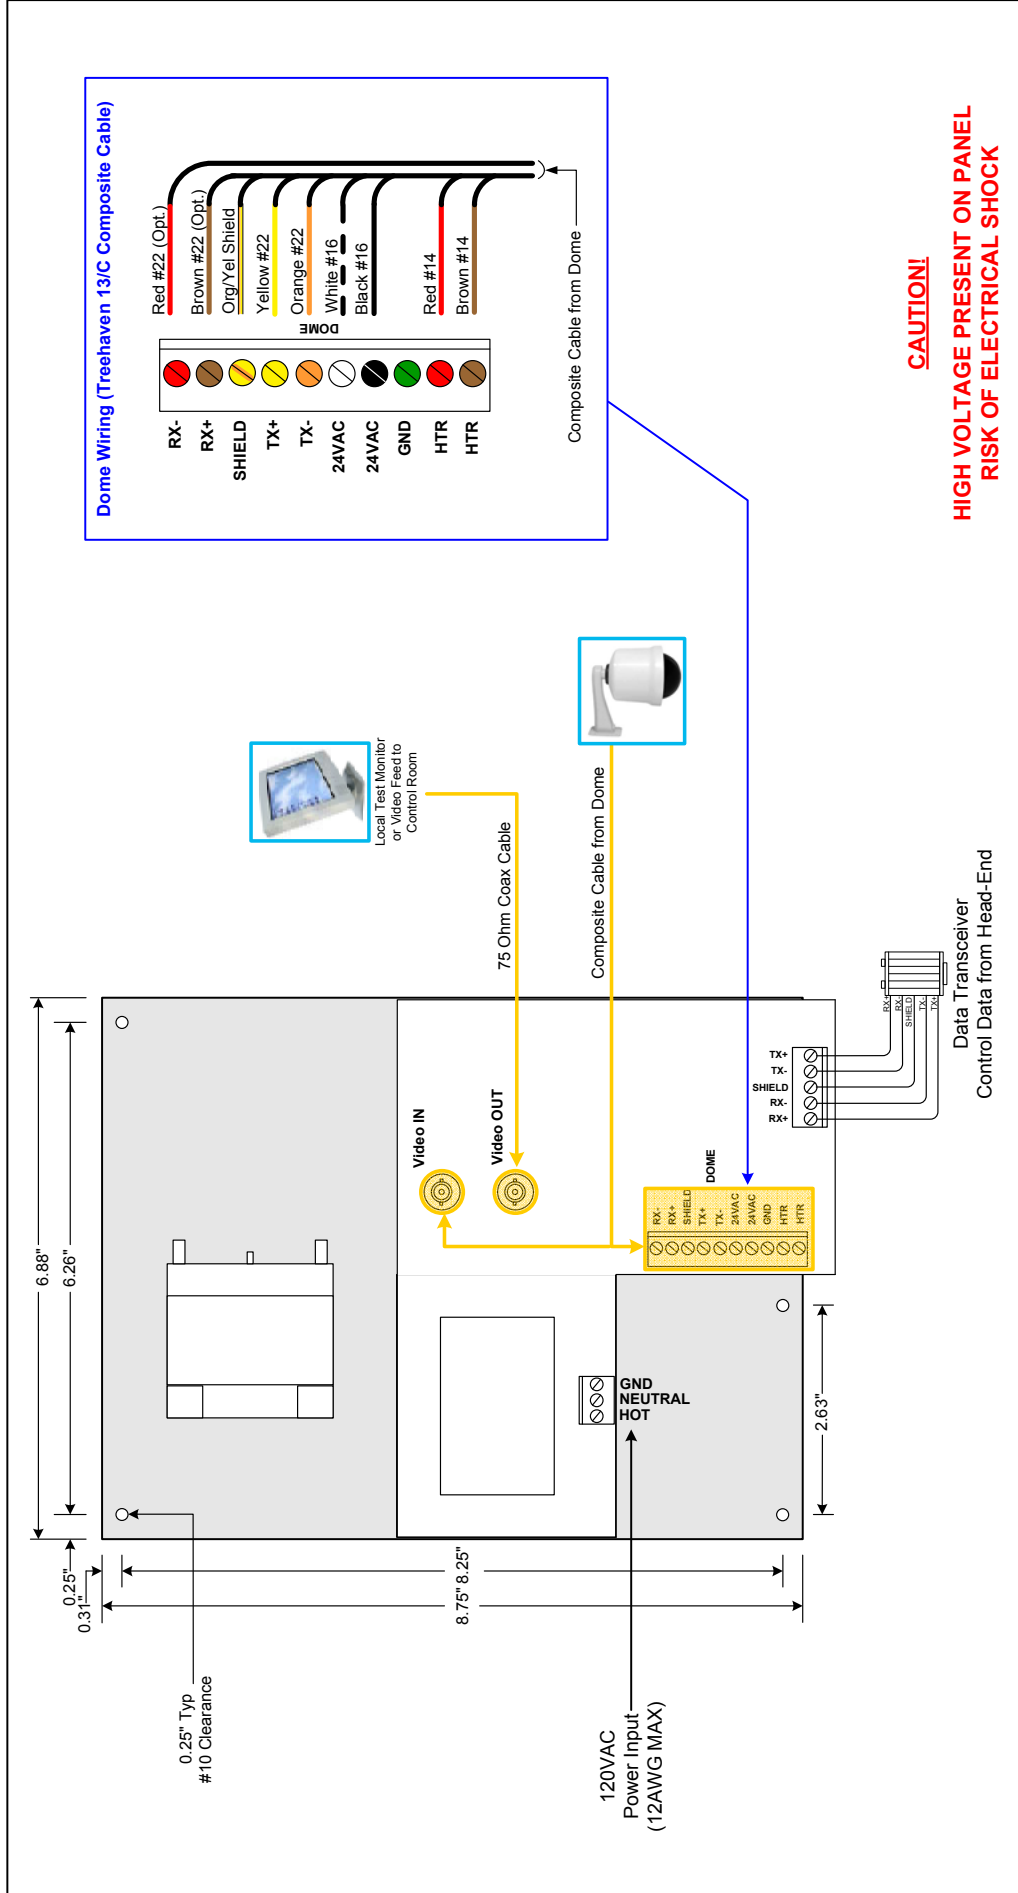 Dome Wiring (Treehaven 13/C Composite Cable)
Red #22 (Opt.)
Brown #22 (Opt.)
Org/Yel Shield
Yellow #22
Orange #22
White #16
Black #16
Red #14
Brown #14
DOME
RX-
RX+
SHIELD
TX+
TX-
24VAC
24VAC
GND
HTR
HTR
Composite Cable from Dome
CAUTION!
HIGH VOLTAGE PRESENT ON PANEL
RISK OF ELECTRICAL SHOCK
Local Test Monitor
or Video Feed to
Control Room
75 Ohm Coax Cable
Composite Cable from Dome
Video IN
Video OUT
DOME
RX-
RX+
SHIELD
TX+
TX-
24VAC
24VAC
GND
HTR
HTR
TX+
TX-
SHIELD
RX-
RX+
RX+
RX-
SHIELD
TX-
TX+
Data Transceiver
Control Data from Head-End
GND
NEUTRAL
HOT
6.88"
6.26"
2.63"
0.25"
0.31"
8.25"
8.75"
0.25" Typ
#10 Clearance
120VAC
Power Input
(12AWG MAX)